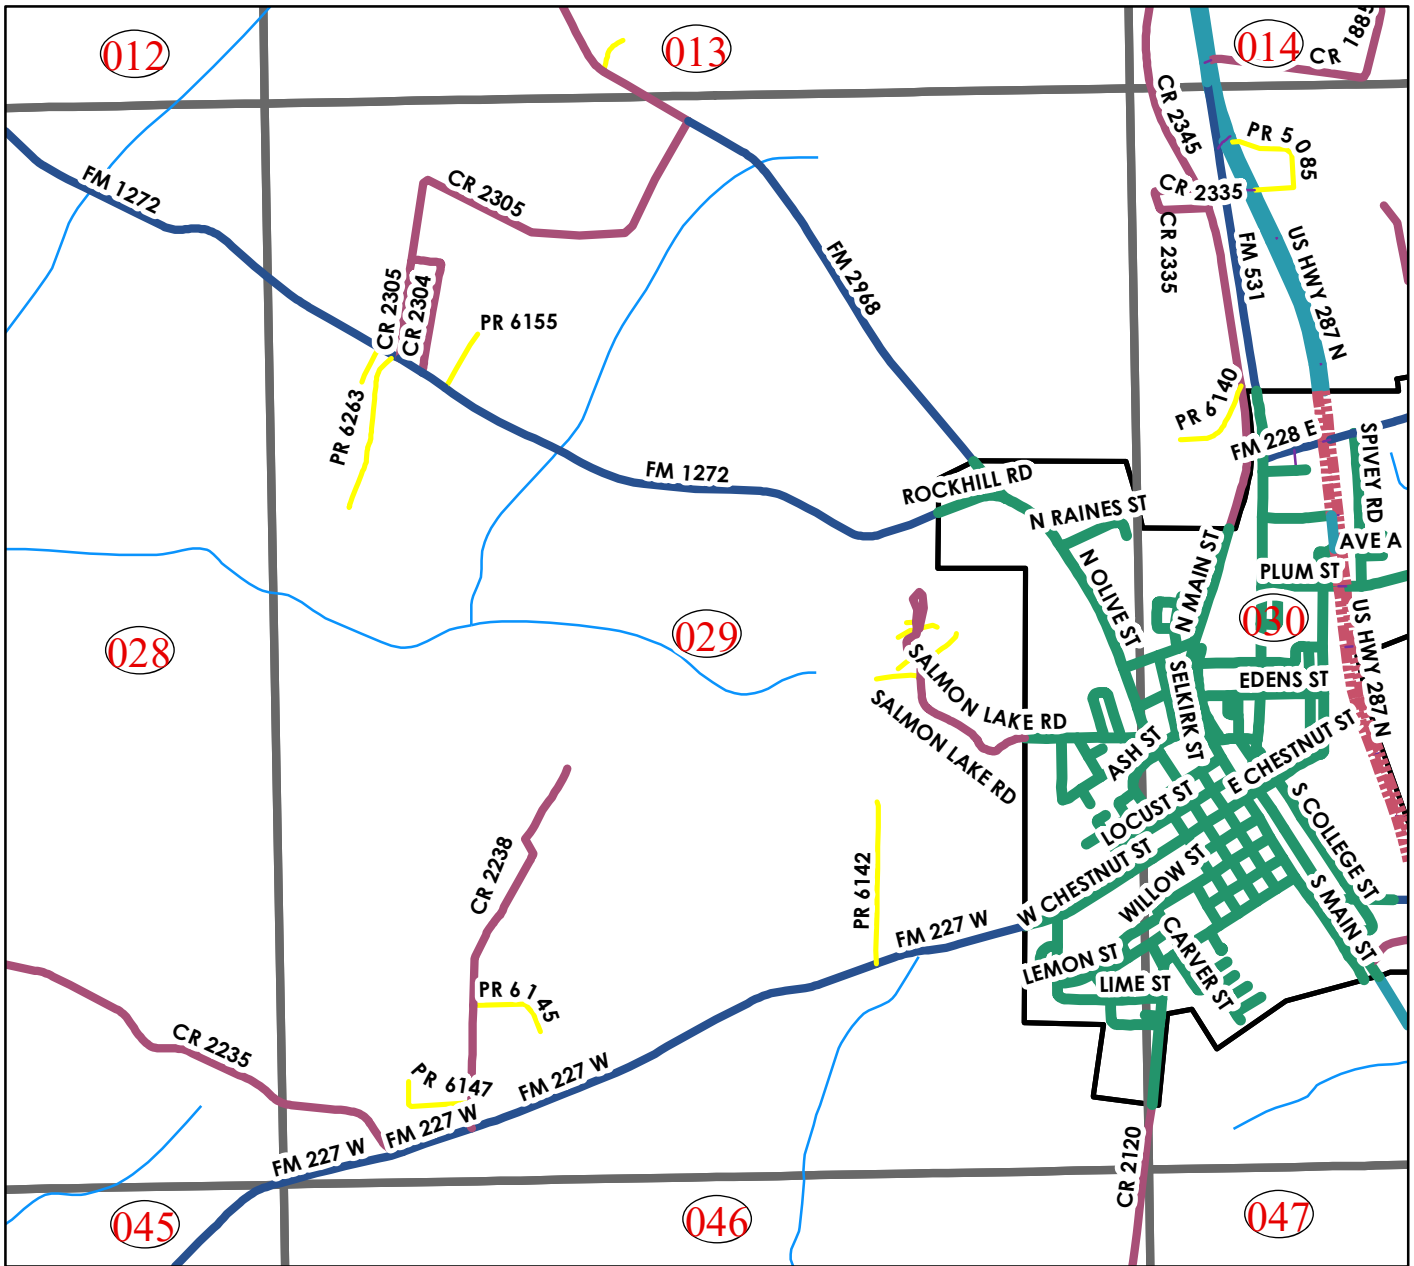 012
013
014
CR 1885
CR 2345
PR 5085
FM 1272
CR 2305
CR 2335
CR 2335
FM 531
US HWY 287 N
FM 2968
CR 2305
CR 2304
PR 6155
PR 6263
PR 6140
FM 228 E
SPIVEY RD
FM 1272
ROCKHILL RD
N RAINES ST
AVE A
N MAIN ST
PLUM ST
N OLIVE ST
028
029
030
US HWY 287 N
SALMON LAKE RD
SELKIRK ST
EDENS ST
SALMON LAKE RD
ASH ST
E CHESTNUT ST
LOCUST ST
S COLLEGE ST
CR 2238
PR 6142
W CHESTNUT ST
WILLOW ST
S MAIN ST
FM 227 W
CARVER ST
LEMON ST
LIME ST
PR 6145
CR 2235
PR 6147
FM 227 W
FM 227 W
FM 227 W
CR 2120
045
046
047